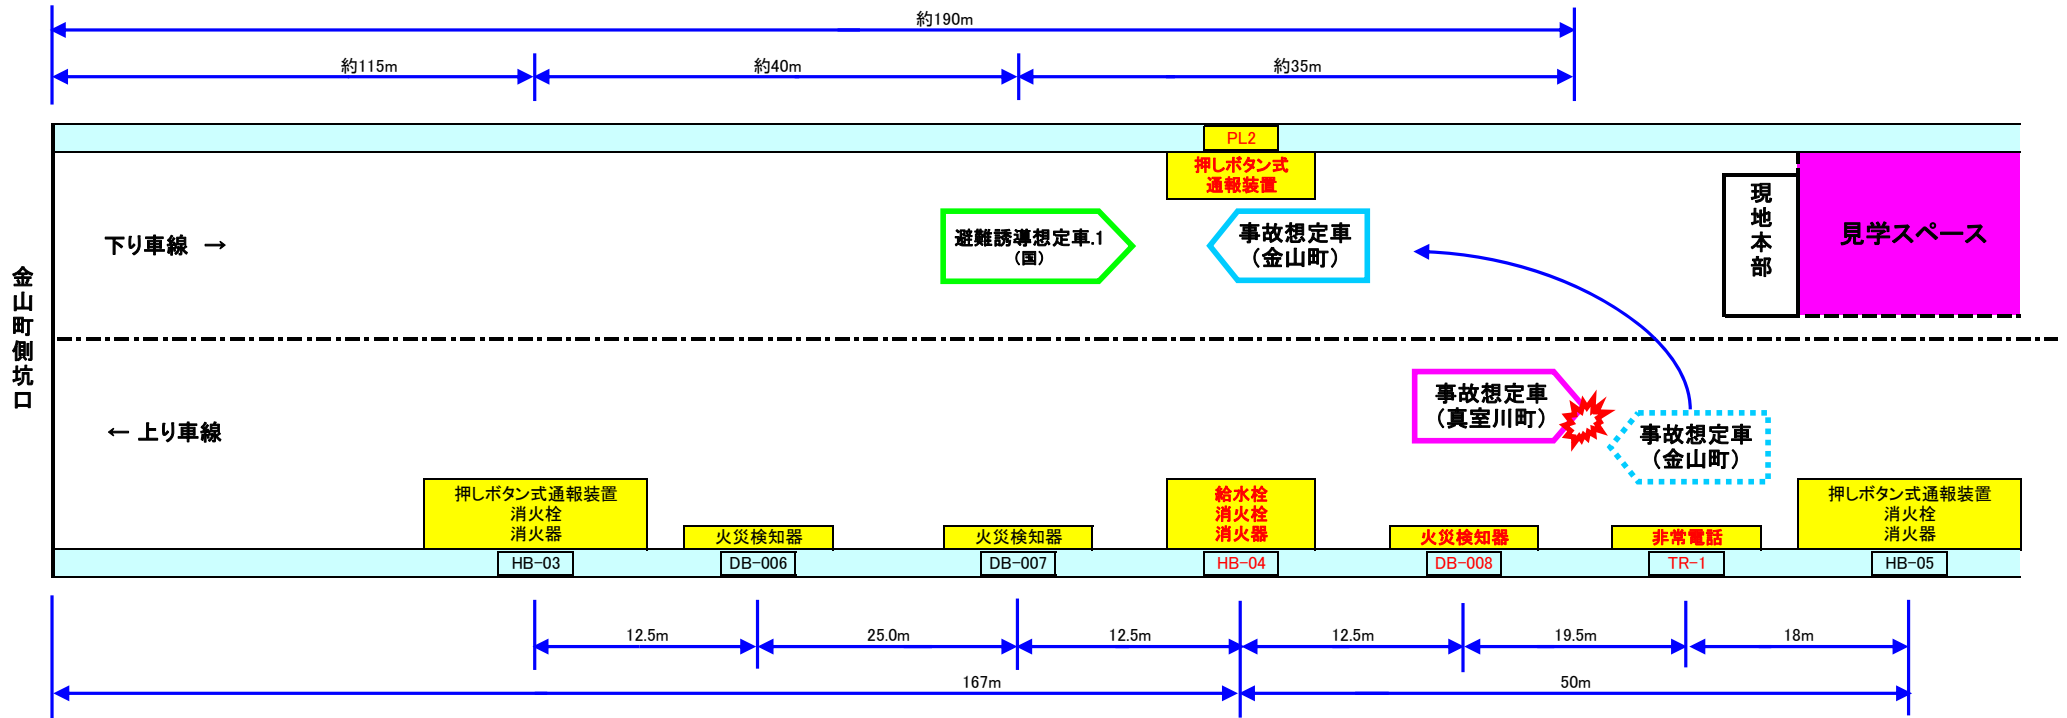 約190m
約115m
約40m
約35m
PL2
押しボタン式
通報装置
現地本部
見学スペース
下り車線 →
避難誘導想定車.1
（国）
事故想定車
（金山町）
金山町側坑口
← 上り車線
事故想定車
（真室川町）
事故想定車
（金山町）
押しボタン式通報装置
消火栓
消火器
火災検知器
火災検知器
給水栓
消火栓
消火器
火災検知器
非常電話
押しボタン式通報装置
消火栓
消火器
HB-03
DB-006
DB-007
HB-04
DB-008
TR-1
HB-05
12.5m
25.0m
12.5m
12.5m
19.5m
18m
167m
50m